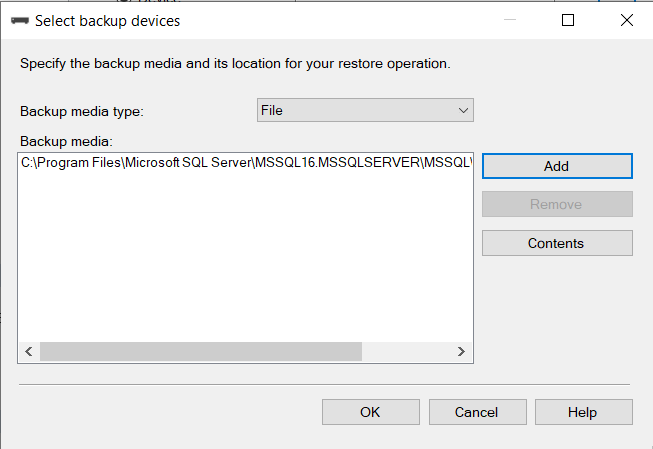 Select backup devices
Specify the backup media and its location for your restore operation.
Backup media type:
File
Backup media:
C:\Program Files\Microsoft SQL Server\MSSQL16.MSSQLSERVER\MSSQL\
Add
Remove
Contents
OK
Cancel
Help